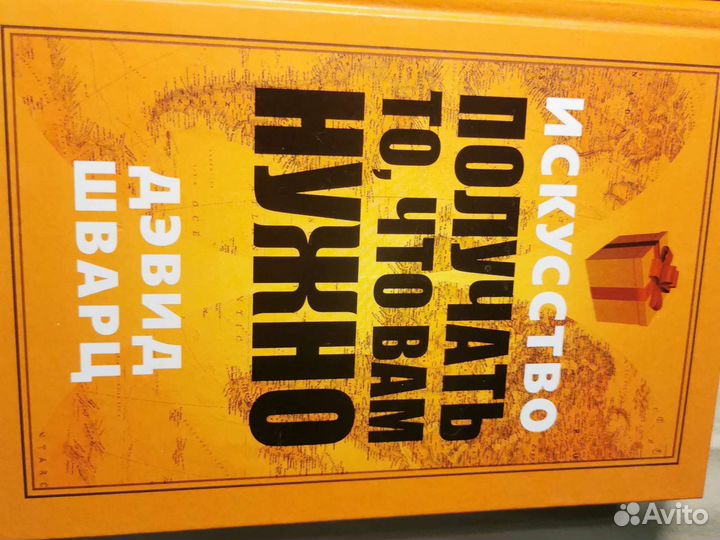 ИСКУССТВО
ПОЛУЧАТЬ
ТО, ЧТО ВАМ
НУЖНО
ДЭВИД
ШВАРЦ
Avito